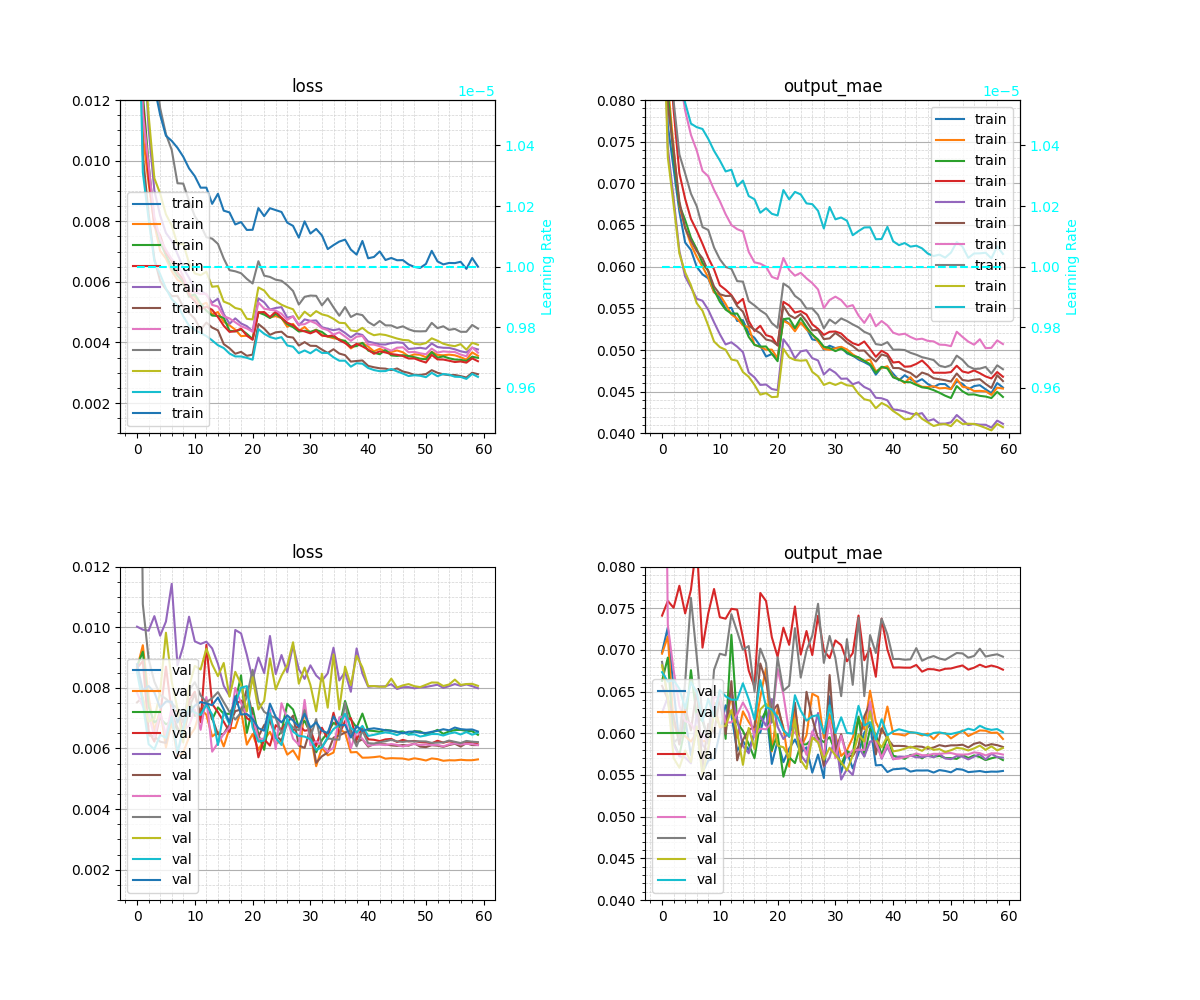 loss
1e−5
0.012
0.010
0.008
0.006
0.004
0.002
0 10 20 30 40 50 60
1.04
1.02
1.00
0.98
0.96
Learning Rate
train
train
train
train
train
train
train
train
train
train
train
output_mae
1e−5
0.080
0.075
0.070
0.065
0.060
0.055
0.050
0.045
0.040
0 10 20 30 40 50 60
1.04
1.02
1.00
0.98
0.96
Learning Rate
train
train
train
train
train
train
train
train
train
train
loss
0.012
0.010
0.008
0.006
0.004
0.002
0 10 20 30 40 50 60
val
val
val
val
val
val
val
val
val
val
val
output_mae
0.080
0.075
0.070
0.065
0.060
0.055
0.050
0.045
0.040
0 10 20 30 40 50 60
val
val
val
val
val
val
val
val
val
val